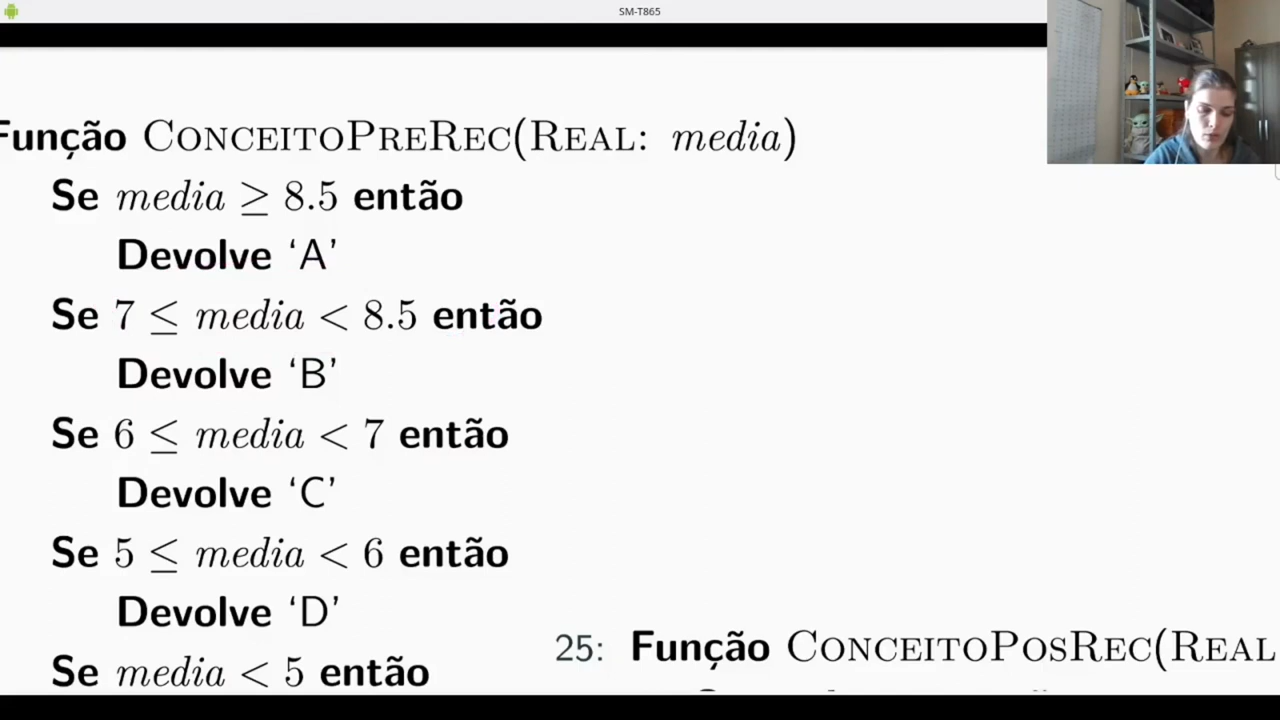 SM-T865
Função ConceitoPreRec(Real: media)
Se media ≥ 8.5 então
Devolve ‘A’
Se 7 ≤ media < 8.5 então
Devolve ‘B’
Se 6 ≤ media < 7 então
Devolve ‘C’
Se 5 ≤ media < 6 então
Devolve ‘D’
Se media < 5 então
25: Função ConceitoPosRec(Real